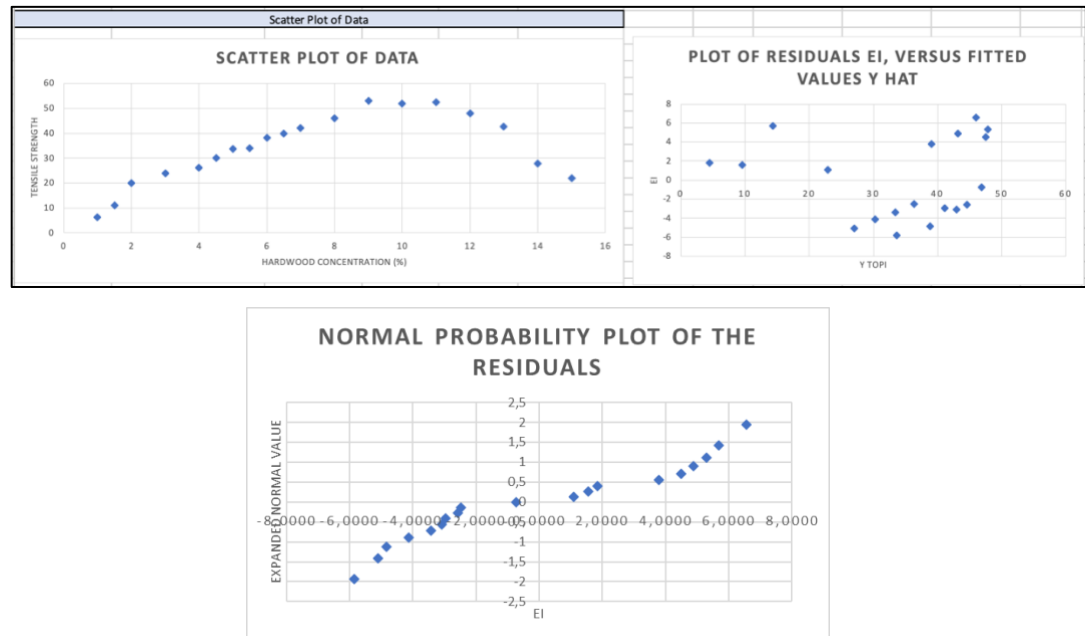 Scatter Plot of Data
SCATTER PLOT OF DATA
TENSILE STRENGTH
60
50
40
30
20
10
0
0 2 4 6 8 10 12 14 16
HARDWOOD CONCENTRATION (%)
PLOT OF RESIDUALS EI, VERSUS FITTED
VALUES Y HAT
EI
8
6
4
2
0
-2
-4
-6
-8
0 10 20 30 40 50 60
Y TOPI
NORMAL PROBABILITY PLOT OF THE
RESIDUALS
EXPANDED NORMAL VALUE
2,5
2
1,5
1
0,5
0
-8,0000 -6,0000 -4,0000 -2,0000 0,0000 2,0000 4,0000 6,0000 8,0000
-0,5
-1
-1,5
-2
-2,5
EI